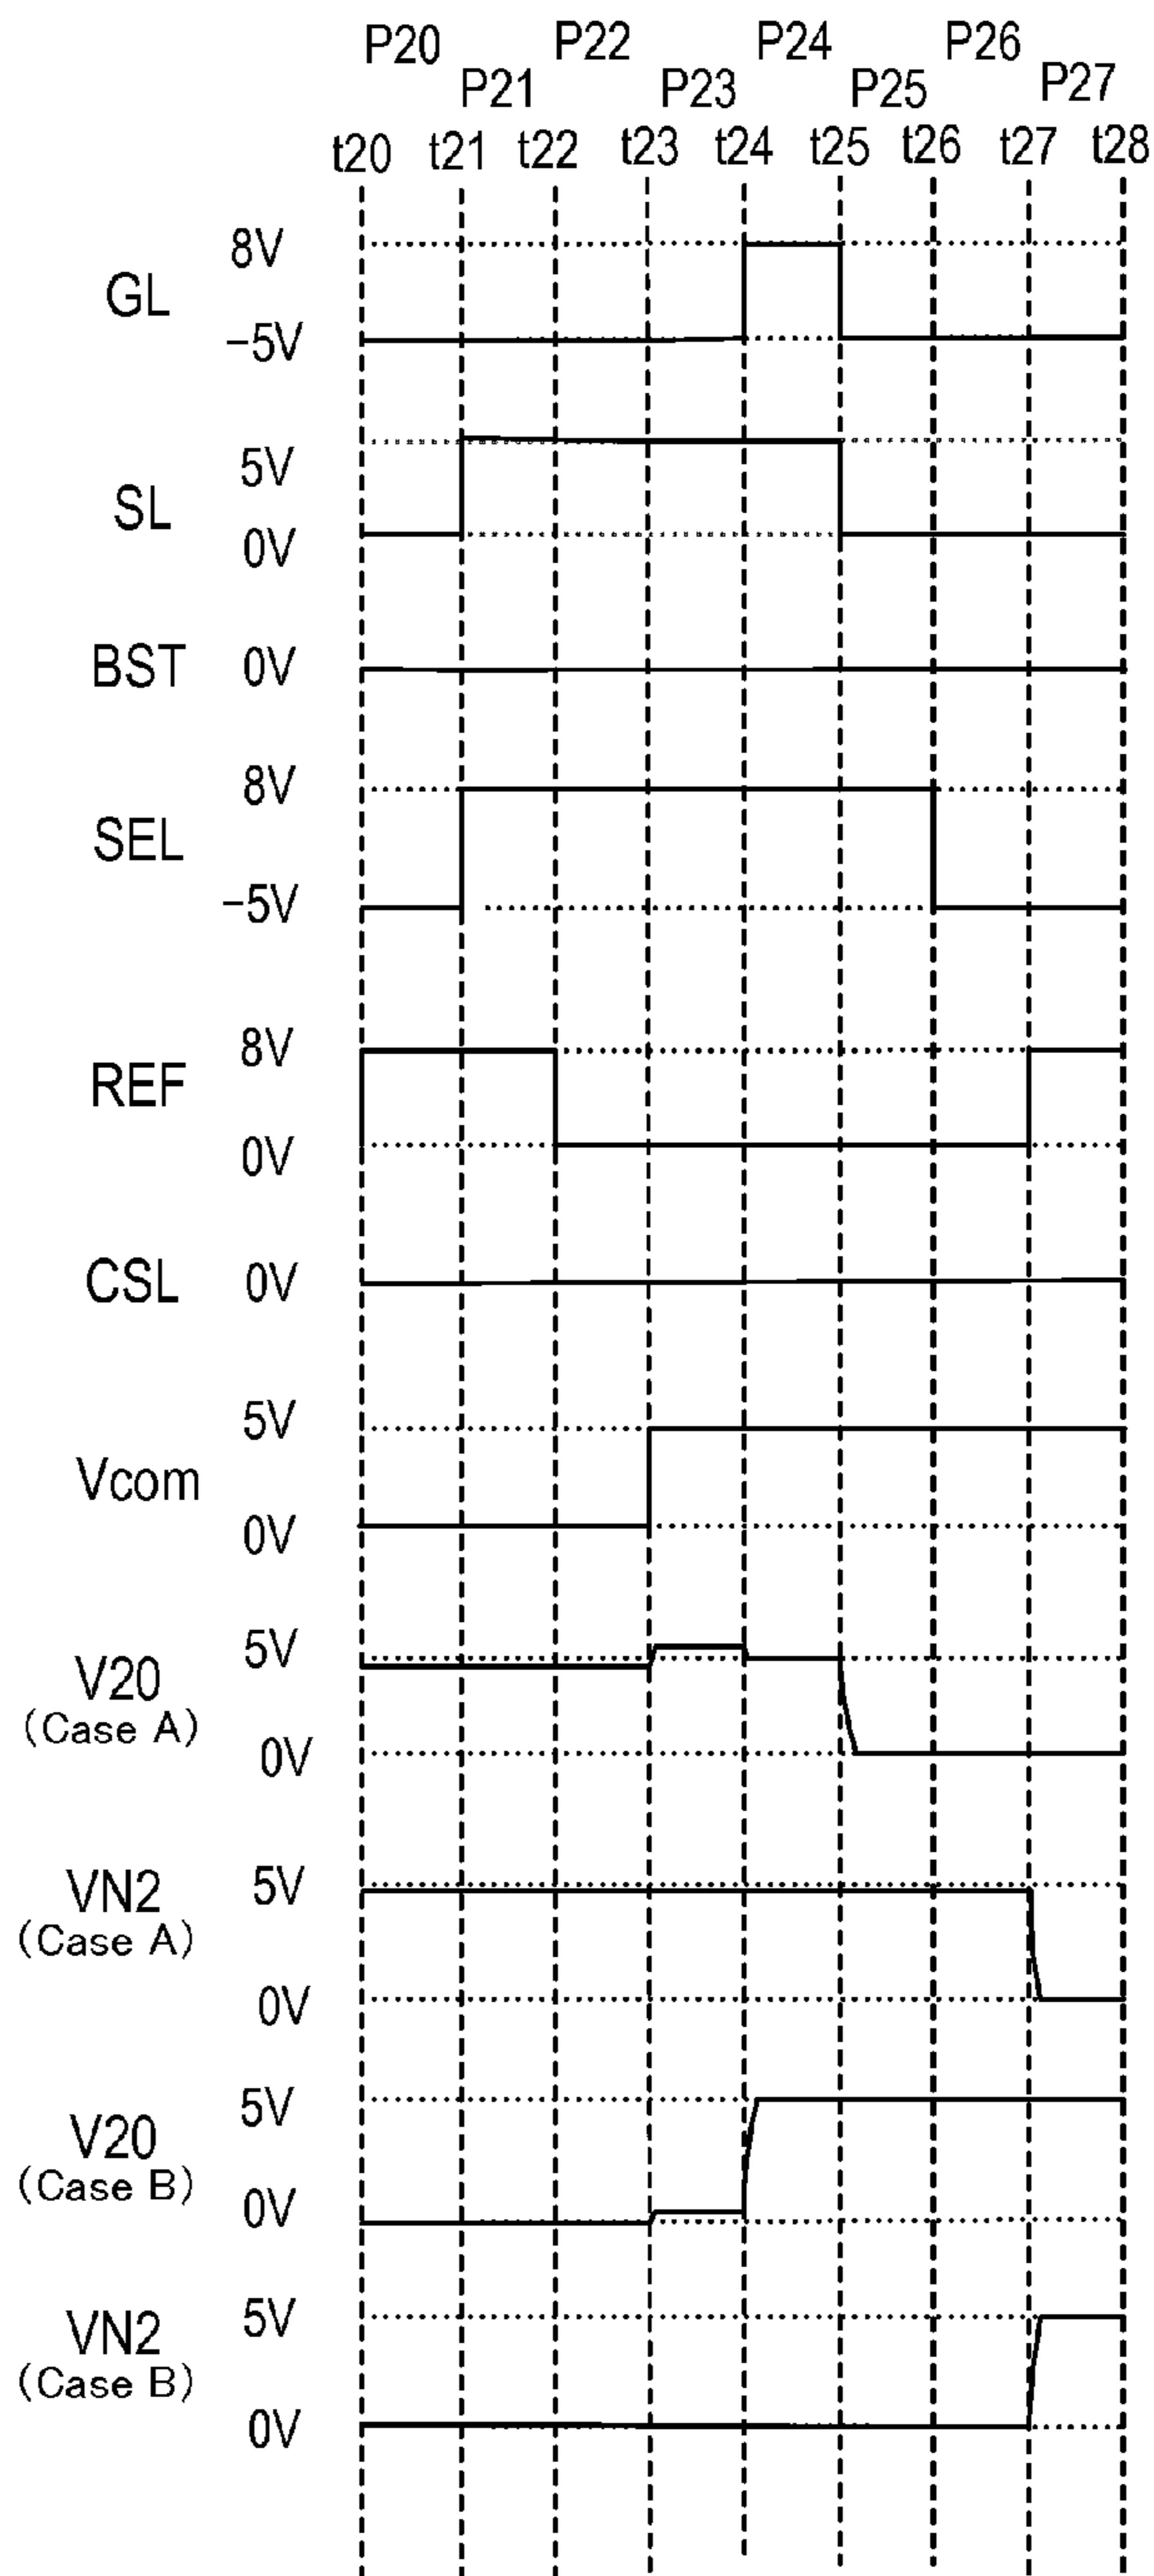 P20 P22 P24 P26
P21 P23 P25 P27
t20 t21 t22 t23 t24 t25 t26 t27 t28
8V
GL
−5V
5V
SL
0V
BST 0V
8V
SEL
−5V
8V
REF
0V
CSL 0V
5V
Vcom
0V
5V
V20
(Case A)
0V
5V
VN2
(Case A)
0V
5V
V20
(Case B)
0V
5V
VN2
(Case B)
0V